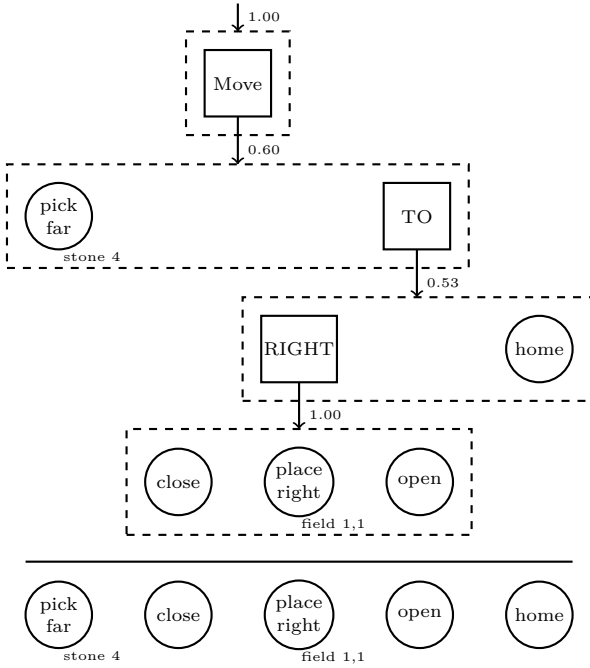 1.00
Move
0.60
pick
far
stone 4
TO
0.53
RIGHT
home
1.00
close
place
right
field 1,1
open
pick
far
stone 4
close
place
right
field 1,1
open
home